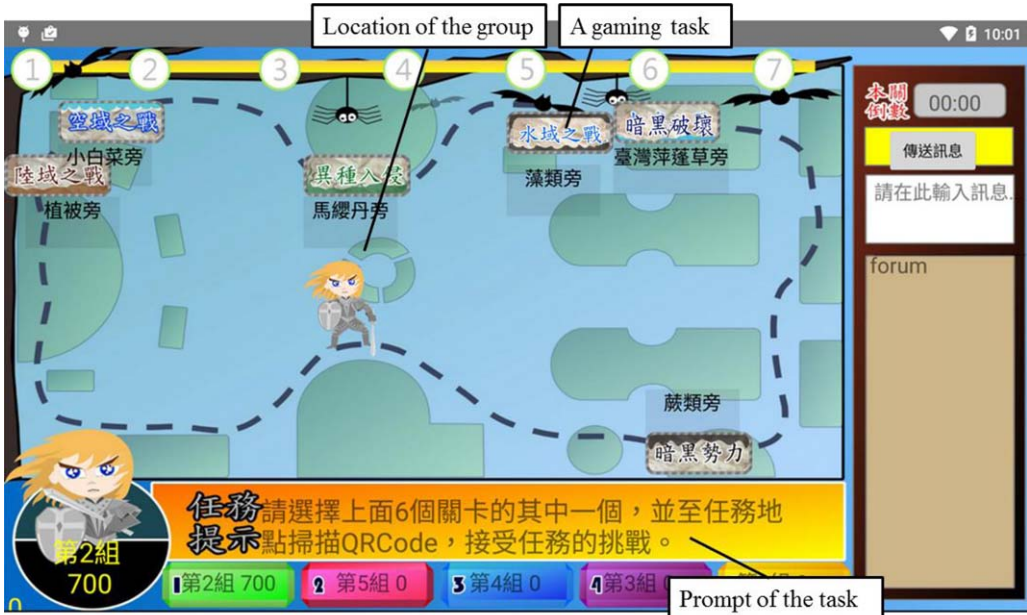 Location of the group
A gaming task
10:01
1 2 3 4 5 6 7
空域之戰
小白菜旁
陸域之戰
植被旁
異種入侵
馬纓丹旁
水域之戰
藻類旁
暗黑破壞
臺灣萍蓬草旁
蕨類旁
暗黑勢力
本關
倒數
00:00
傳送訊息
請在此輸入訊息...
forum
任務
提示
請選擇上面6個關卡的其中一個，並至任務地
點掃描QRCode，接受任務的挑戰。
第2組
700
0
1 第2組 700
2 第5組 0
3 第4組 0
4 第3組 0
Prompt of the task